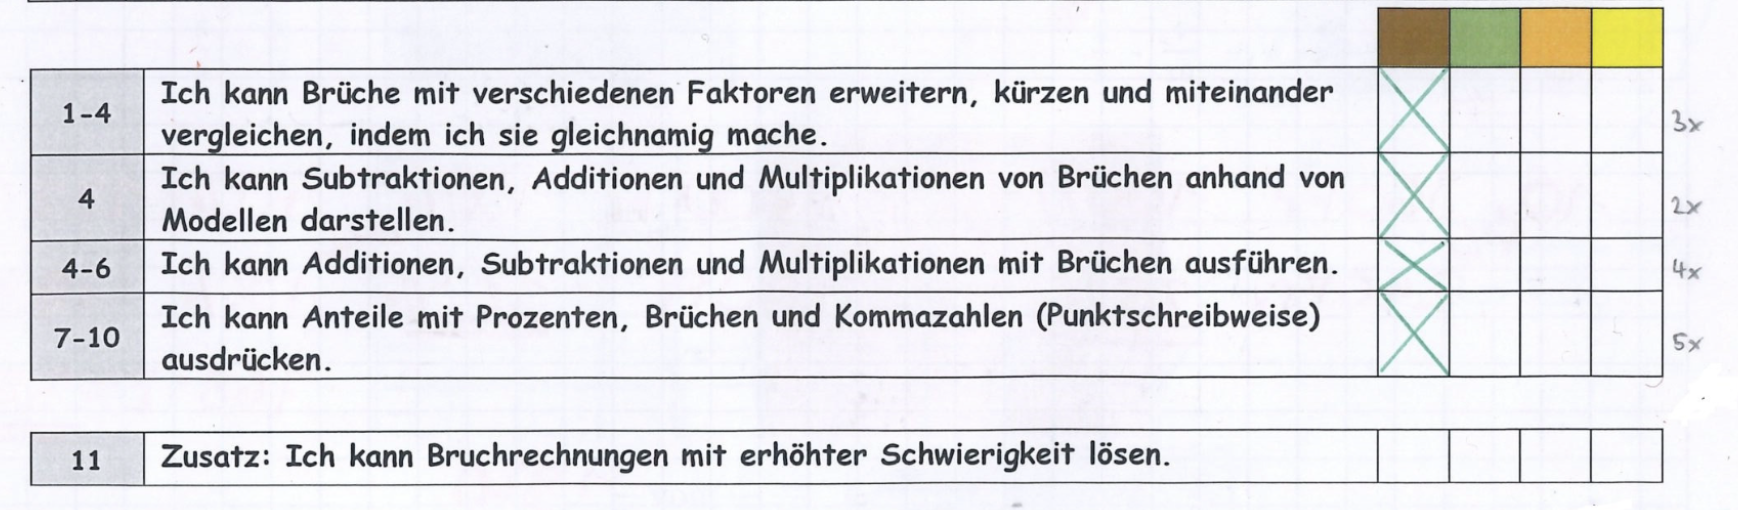 1-4 Ich kann Brüche mit verschiedenen Faktoren erweitern, kürzen und miteinander
vergleichen, indem ich sie gleichnamig mache. 3x
4 Ich kann Subtraktionen, Additionen und Multiplikationen von Brüchen anhand von
Modellen darstellen. 2x
4-6 Ich kann Additionen, Subtraktionen und Multiplikationen mit Brüchen ausführen. 4x
7-10 Ich kann Anteile mit Prozenten, Brüchen und Kommazahlen (Punktschreibweise)
ausdrücken. 5x
11 Zusatz: Ich kann Bruchrechnungen mit erhöhter Schwierigkeit lösen.